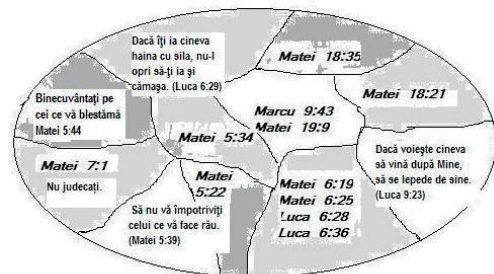 Dacă îți ia cineva
haina cu sila, nu-l
opri să-ți ia și
cămașa. (Luca 6:29)
Matei 18:35
Matei 18:21
Binecuvântați pe
cei ce vă blestămă
Matei 5:44
Marcu 9:43
Matei 19:9
Matei 5:34
Dacă voiește cineva
să vină după Mine,
să se lepede de sine.
(Luca 9:23)
Matei 7:1
Nu judecați.
Matei
5:22
Să nu vă împotriviți
celui ce vă face rău.
(Matei 5:39)
Matei 6:19
Matei 6:25
Luca 6:28
Luca 6:36